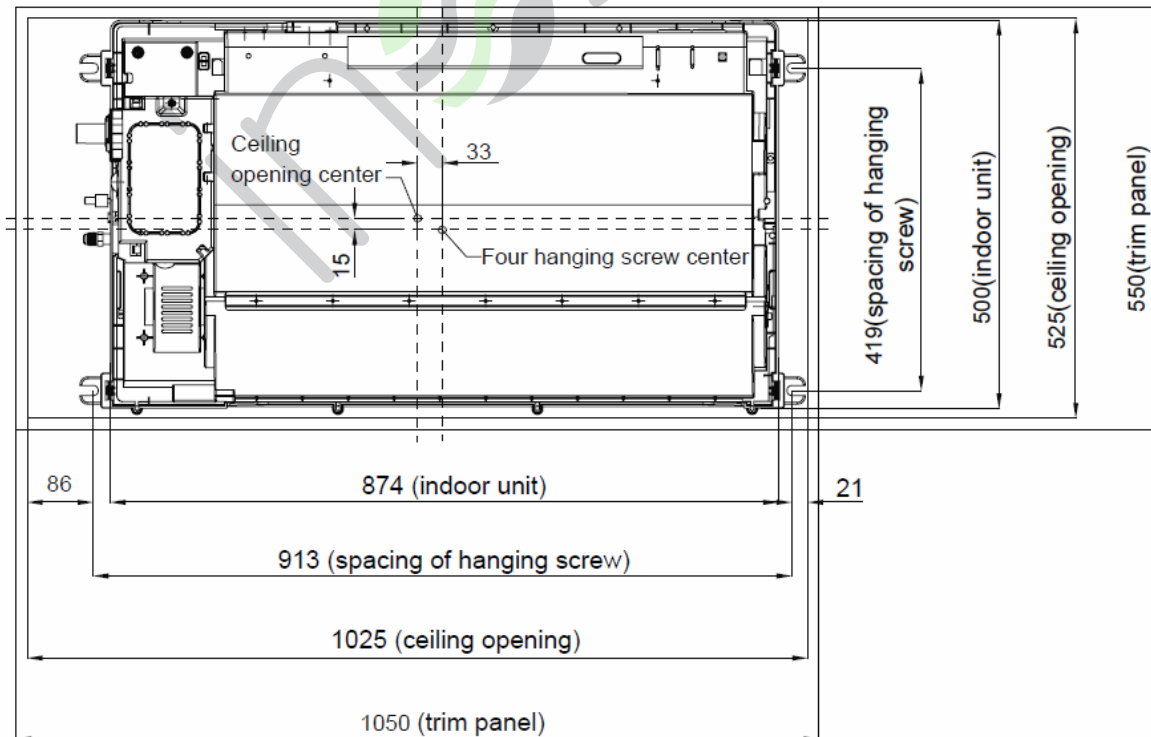 Ceiling
opening center
33
15
Four hanging screw center
419(spacing of hanging
screw)
500(indoor unit)
525(ceiling opening)
550(trim panel)
86
874 (indoor unit)
21
913 (spacing of hanging screw)
1025 (ceiling opening)
1050 (trim panel)